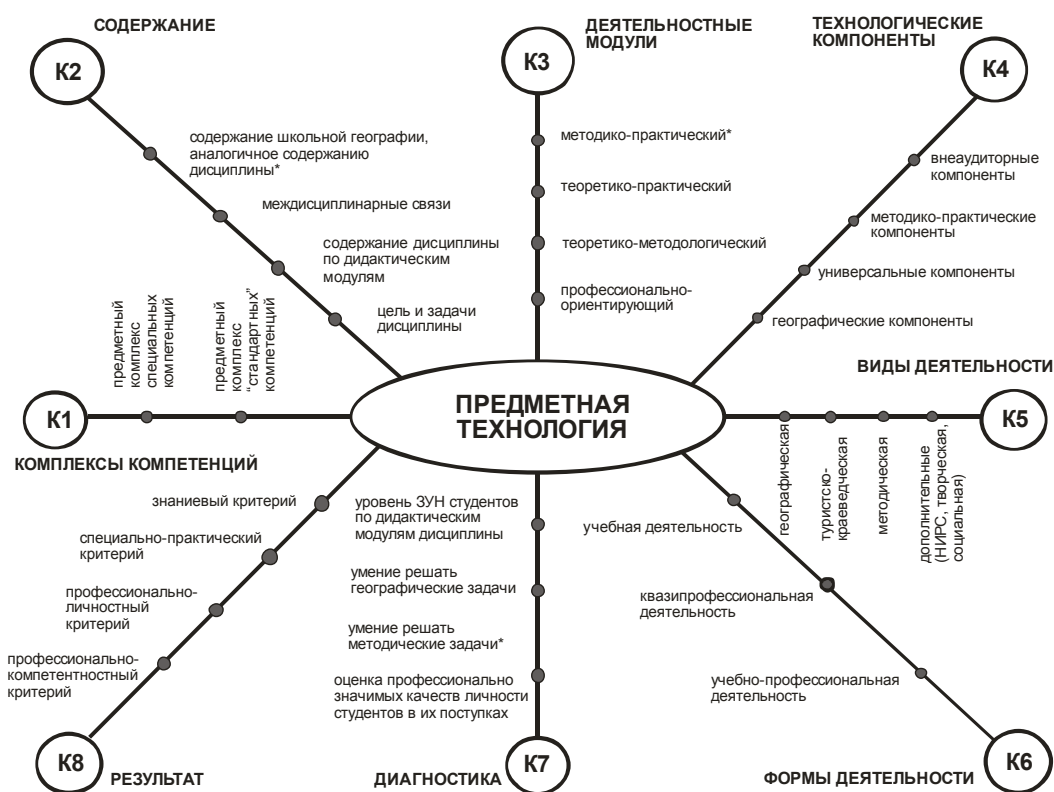 СОДЕРЖАНИЕ
К2
содержание школьной географии,
аналогичное содержанию
дисциплины*
междисциплинарные связи
содержание дисциплины
по дидактическим
модулям
цель и задачи
дисциплины
ДЕЯТЕЛЬНОСТНЫЕ
МОДУЛИ
К3
методико-практический*
теоретико-практический
теоретико-методологический
профессионально-
ориентирующий
ТЕХНОЛОГИЧЕСКИЕ
КОМПОНЕНТЫ
К4
внеаудиторные
компоненты
методико-практические
компоненты
универсальные компоненты
географические компоненты
предметный
комплекс
специальных
компетенций
предметный
комплекс
“стандартных”
компетенций
К1
КОМПЛЕКСЫ КОМПЕТЕНЦИЙ
ПРЕДМЕТНАЯ
ТЕХНОЛОГИЯ
ВИДЫ ДЕЯТЕЛЬНОСТИ
К5
географическая
туристско-
краеведческая
методическая
дополнительные
(НИРС, творческая,
социальная)
знаниевый критерий
специально-практический
критерий
профессионально-
личностный
критерий
профессионально-
компетентностный
критерий
К8
РЕЗУЛЬТАТ
уровень ЗУН студентов
по дидактическим
модулям дисциплины
умение решать
географические задачи
умение решать
методические задачи*
оценка профессионально
значимых качеств личности
студентов в их поступках
ДИАГНОСТИКА
К7
учебная деятельность
квазипрофессиональная
деятельность
учебно-профессиональная
деятельность
ФОРМЫ ДЕЯТЕЛЬНОСТИ
К6